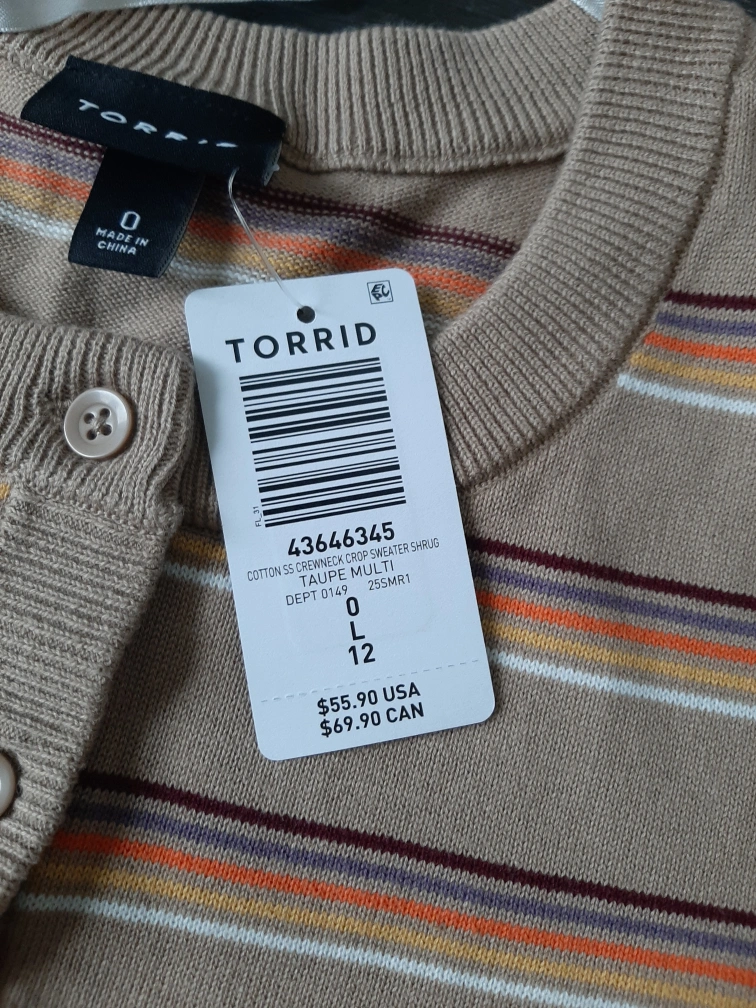 TORRID
0
MADE IN
CHINA
TORRID
FL_31
43646345
COTTON SS CREWNECK CROP SWEATER SHRUG
TAUPE MULTI
DEPT 0149 25SMR1
0
L
12
$55.90 USA
$69.90 CAN